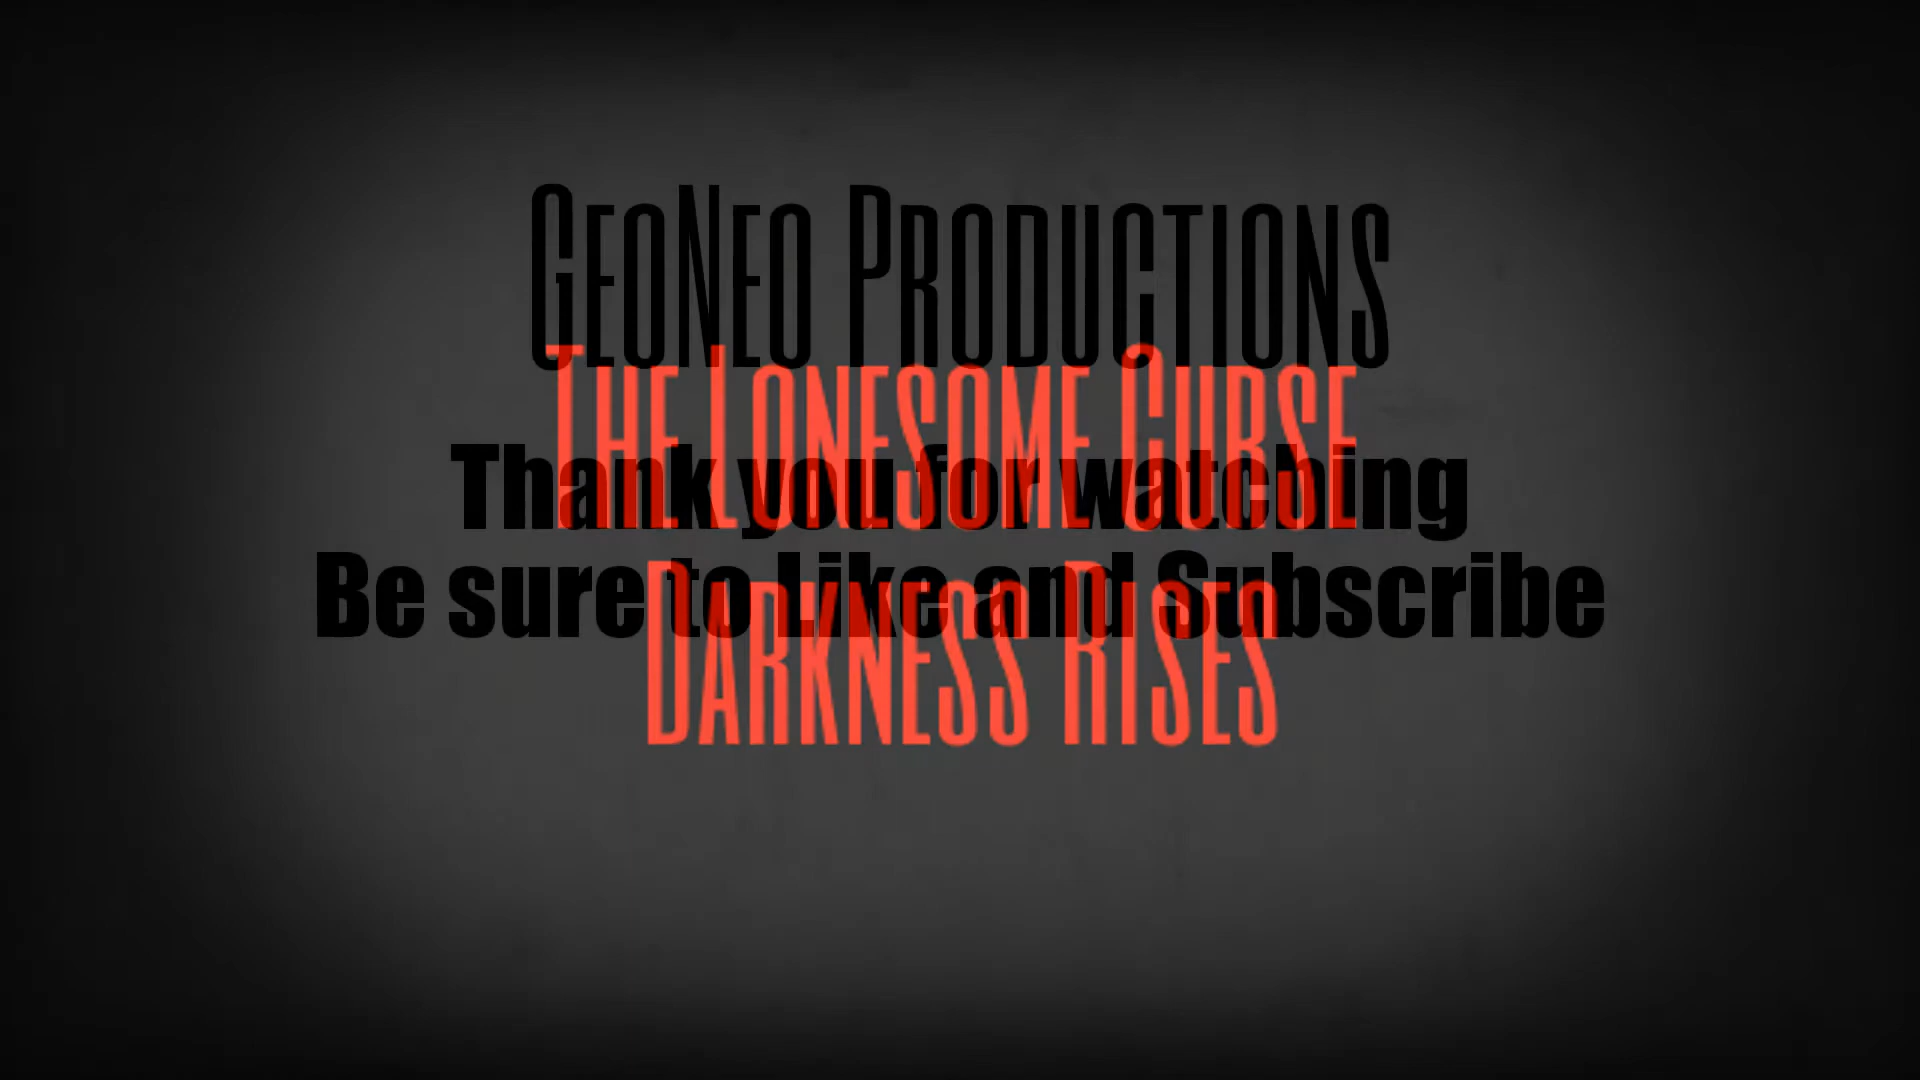 GeoNeo Productions
The Lonesome Curse
Thank you for watching
Be sure to Like and Subscribe
Darkness Rises